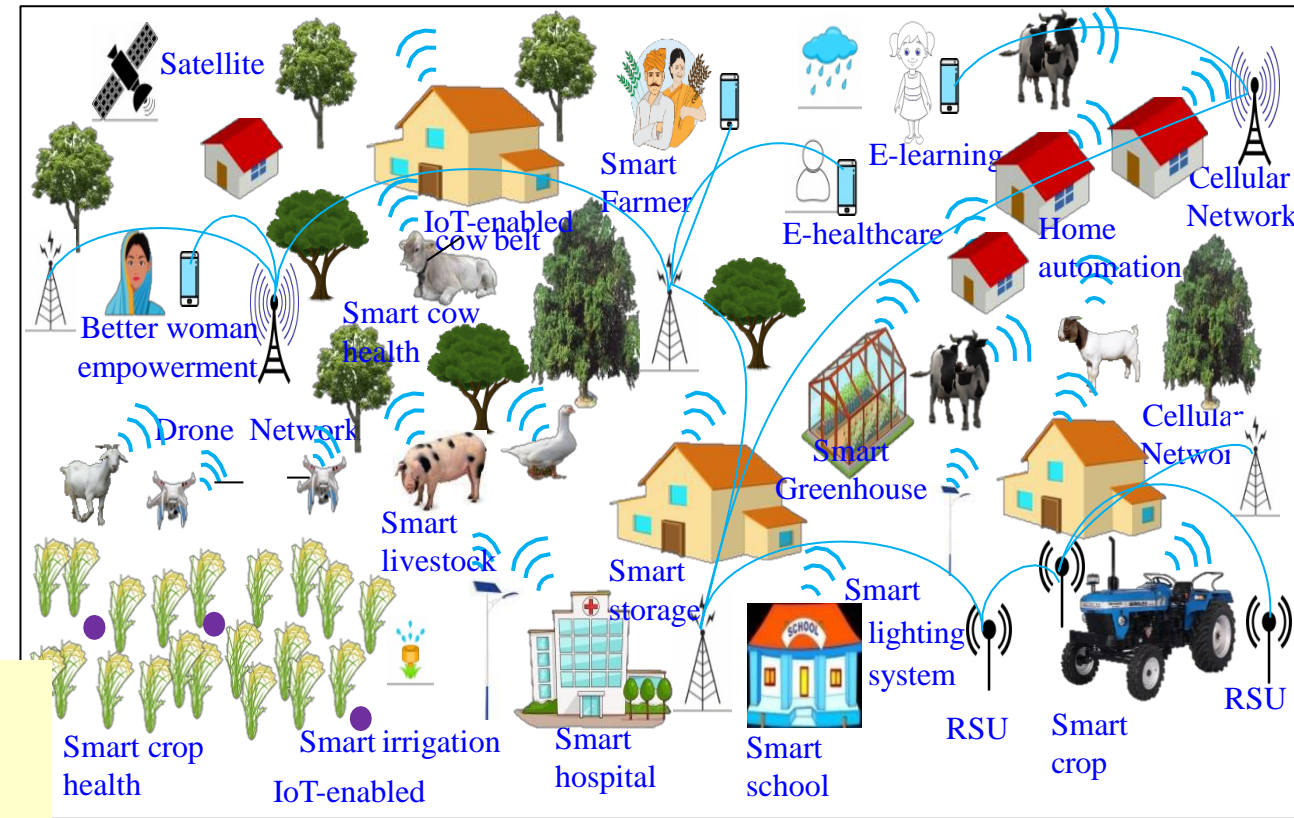 Satellite
Smart
Farmer
E-learning
Cellular
Network
IoT-enabled
cow belt
E-healthcare
Home
automation
Better woman
empowerment
Smart cow
health
Drone Network
Smart
Greenhouse
Cellular
Networ
Smart
livestock
Smart
storage
Smart
lighting
system
SCHOOL
RSU
RSU
Smart crop
health
Smart irrigation
IoT-enabled
Smart
hospital
Smart
school
Smart
crop